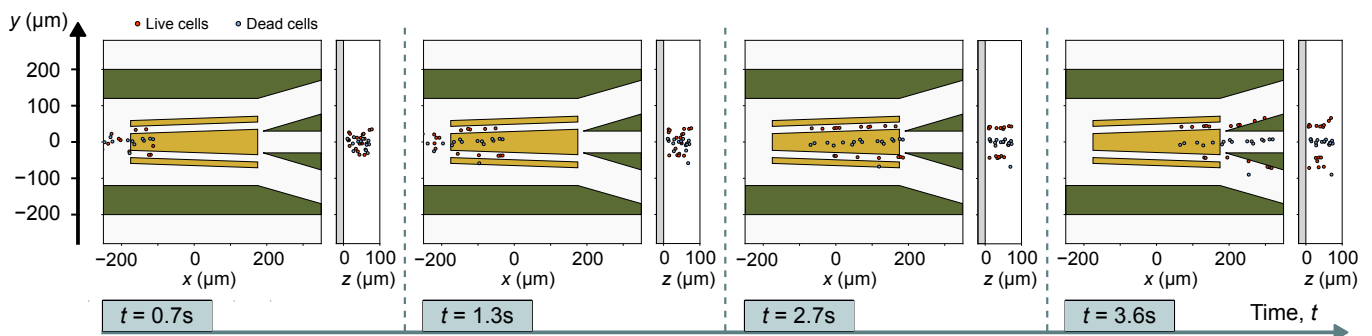 y (µm)
Live cells
Dead cells
200
100
0
−100
−200
−200 0 200
x (µm)
0 100
z (µm)
−200 0 200
x (µm)
0 100
z (µm)
−200 0 200
x (µm)
0 100
z (µm)
−200 0 200
x (µm)
0 100
z (µm)
t = 0.7s
t = 1.3s
t = 2.7s
t = 3.6s
Time, t